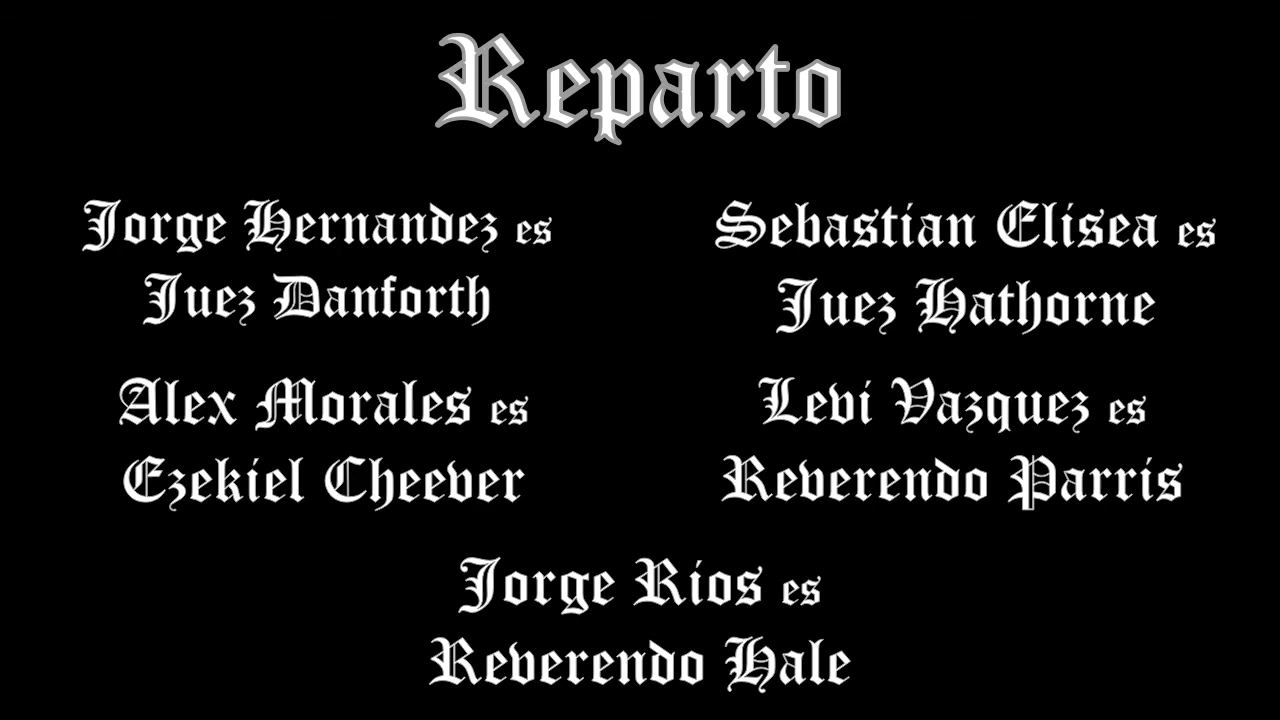 Reparto
Jorge Hernandez es
Juez Danforth
Sebastian Elisea es
Juez Hathorne
Alex Morales es
Ezekiel Cheever
Levi Vazquez es
Reverendo Parris
Jorge Rios es
Reverendo Hale